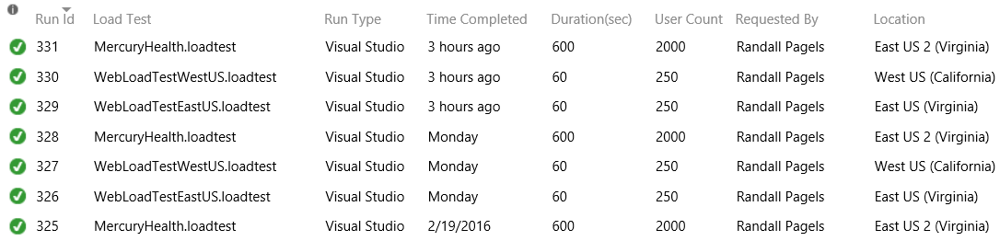 Run Id Load Test Run Type Time Completed Duration(sec) User Count Requested By Location
331 MercuryHealth.loadtest Visual Studio 3 hours ago 600 2000 Randall Pagels East US 2 (Virginia)
330 WebLoadTestWestUS.loadtest Visual Studio 3 hours ago 60 250 Randall Pagels West US (California)
329 WebLoadTestEastUS.loadtest Visual Studio 3 hours ago 60 250 Randall Pagels East US (Virginia)
328 MercuryHealth.loadtest Visual Studio Monday 600 2000 Randall Pagels East US 2 (Virginia)
327 WebLoadTestWestUS.loadtest Visual Studio Monday 60 250 Randall Pagels West US (California)
326 WebLoadTestEastUS.loadtest Visual Studio Monday 60 250 Randall Pagels East US (Virginia)
325 MercuryHealth.loadtest Visual Studio 2/19/2016 600 2000 Randall Pagels East US 2 (Virginia)